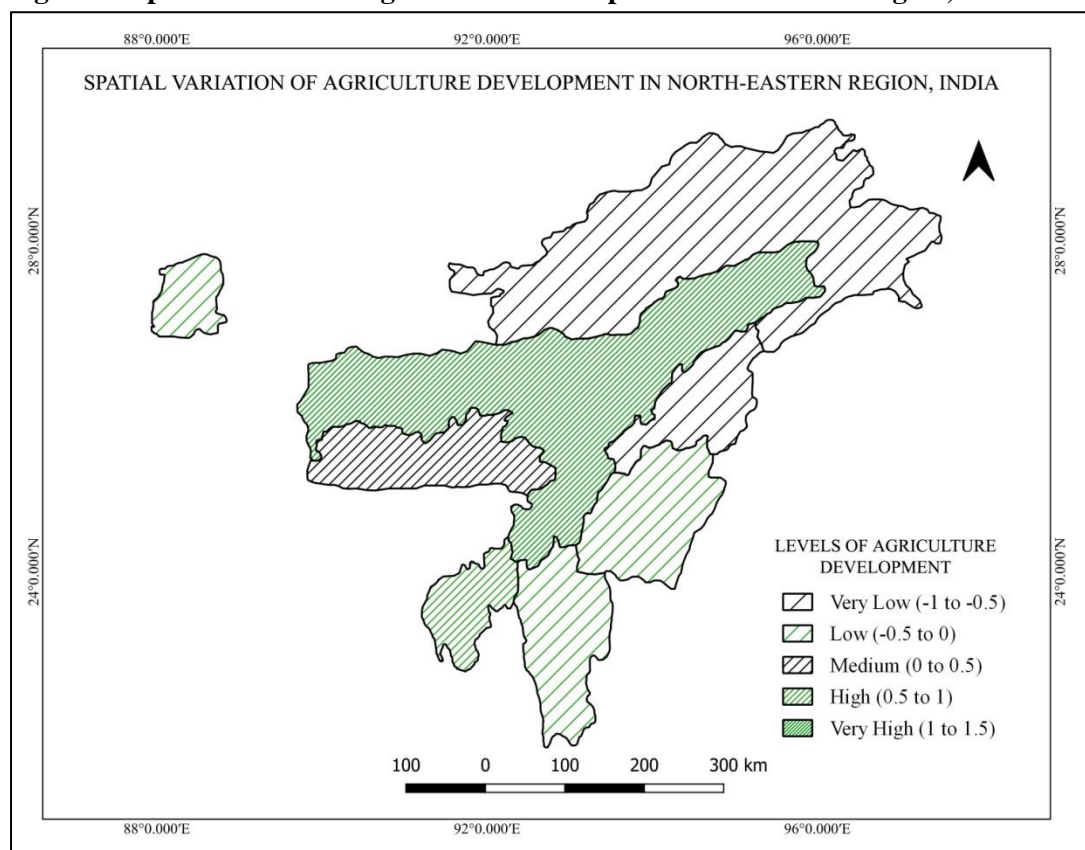 88°0.000'E 92°0.000'E 96°0.000'E
SPATIAL VARIATION OF AGRICULTURE DEVELOPMENT IN NORTH-EASTERN REGION, INDIA
28°0.000'N 28°0.000'N
24°0.000'N 24°0.000'N
LEVELS OF AGRICULTURE
DEVELOPMENT
Very Low (-1 to -0.5)
Low (-0.5 to 0)
Medium (0 to 0.5)
High (0.5 to 1)
Very High (1 to 1.5)
100 0 100 200 300 km
88°0.000'E 92°0.000'E 96°0.000'E